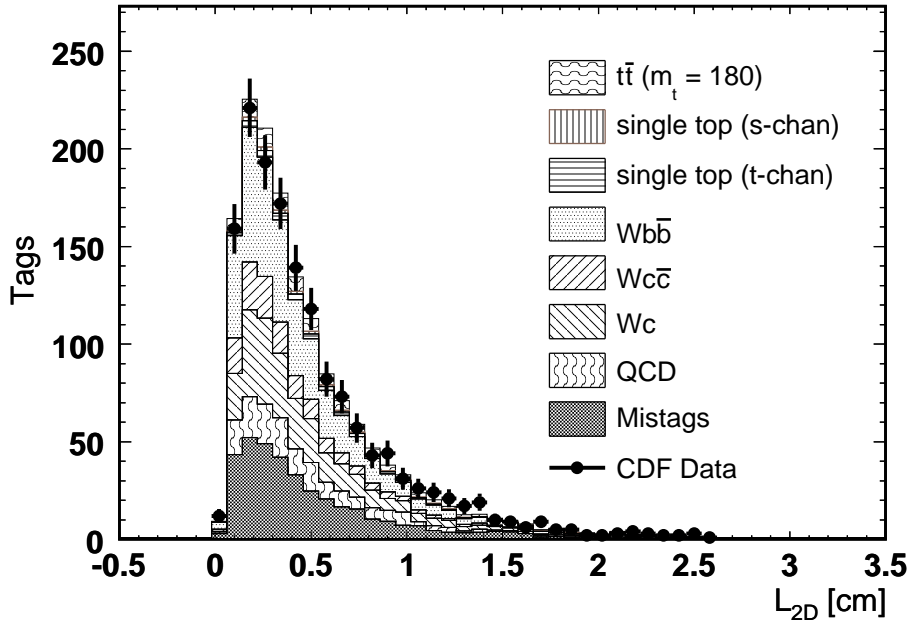 250
200
150
100
50
0
Tags
-0.5 0 0.5 1 1.5 2 2.5 3 3.5
L2D [cm]
tt̄ (mt = 180)
single top (s-chan)
single top (t-chan)
Wbb̄
Wcc̄
Wc
QCD
Mistags
CDF Data